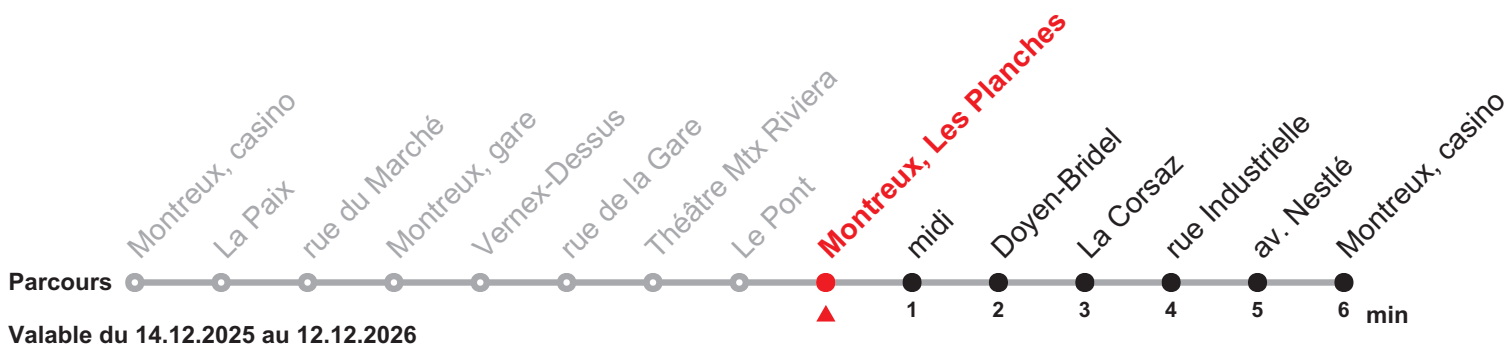 Montreux, casino
La Paix
rue du Marché
Montreux, gare
Vernex-Dessus
rue de la Gare
Théâtre Mtx Riviera
Le Pont
Montreux, Les Planches
midi
Doyen-Bridel
La Corsaz
rue Industrielle
av. Nestlé
Montreux, casino
Parcours
1 2 3 4 5 6 min
Valable du 14.12.2025 au 12.12.2026